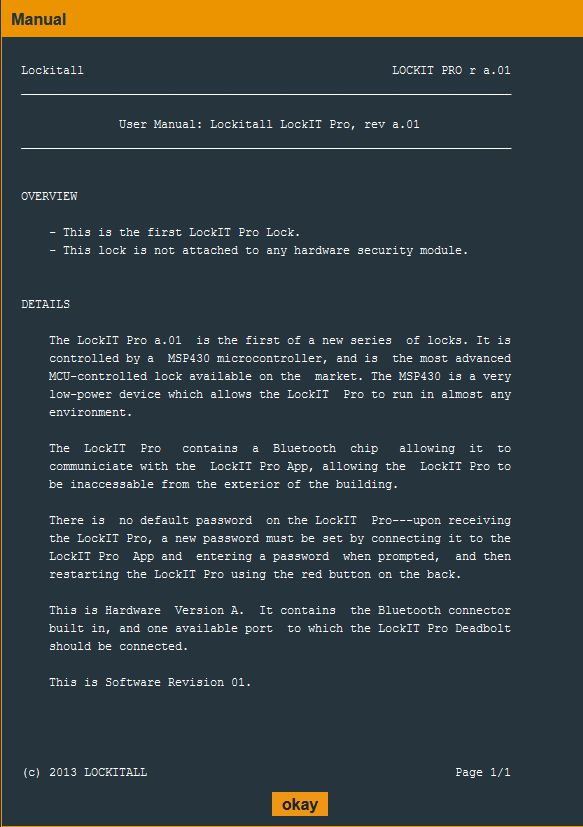 Manual
Lockitall LOCKIT PRO r a.01
User Manual: Lockitall LockIT Pro, rev a.01
OVERVIEW
- This is the first LockIT Pro Lock.
- This lock is not attached to any hardware security module.
DETAILS
The LockIT Pro a.01  is the first of a new series  of locks. It is
controlled by a  MSP430 microcontroller, and is  the most advanced
MCU-controlled lock available on the  market. The MSP430 is a very
low-power device which allows the LockIT  Pro to run in almost any
environment.
The  LockIT  Pro   contains  a  Bluetooth  chip   allowing  it  to
communiciate with the  LockIT Pro App, allowing the  LockIT Pro to
be inaccessable from the exterior of the building.
There is  no default password  on the LockIT  Pro---upon receiving
the LockIT Pro, a new password must be set by connecting it to the
LockIT Pro  App and  entering a password  when prompted,  and then
restarting the LockIT Pro using the red button on the back.
This is Hardware  Version A.  It contains  the Bluetooth connector
built in, and one available port  to which the LockIT Pro Deadbolt
should be connected.
This is Software Revision 01.
(c) 2013 LOCKITALL Page 1/1
okay